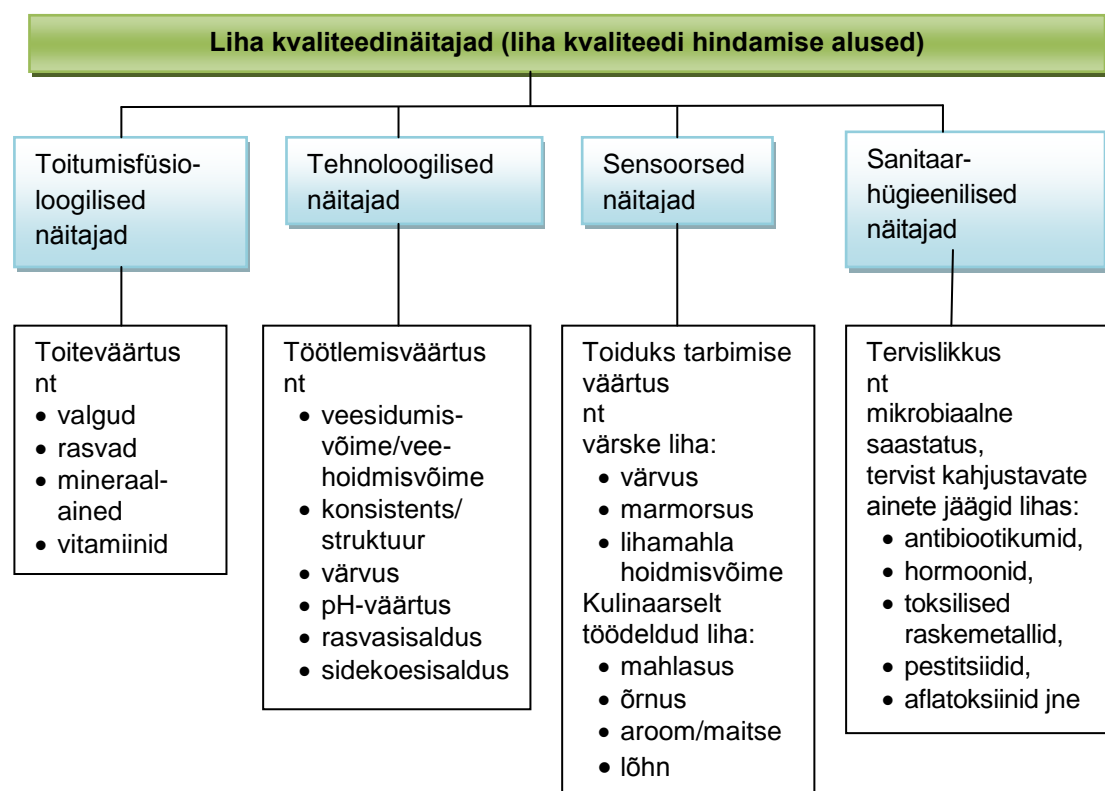 Liha kvaliteedinäitajad (liha kvaliteedi hindamise alused)
Toitumisfüsio-
loogilised
näitajad
Tehnoloogilised
näitajad
Sensoorsed
näitajad
Sanitaar-
hügieenilised
näitajad
Toiteväärtus
nt
• valgud
• rasvad
• mineraal-
ained
• vitamiinid
Töötlemisväärtus
nt
• veesidumis-
võime/vee-
hoidmisvõime
• konsistents/
struktuur
• värvus
• pH-väärtus
• rasvasisaldus
• sidekoesisaldus
Toiduks tarbimise
väärtus
nt
värske liha:
• värvus
• marmorsus
• lihamahla
hoidmisvõime
Kulinaarselt
töödeldud liha:
• mahlasus
• õrnus
• aroom/maitse
• lõhn
Tervislikkus
nt
mikrobiaalne
saastatus,
tervist kahjustavate
ainete jäägid lihas:
• antibiootikumid,
• hormoonid,
• toksilised
raskemetallid,
• pestitsiidid,
• aflatoksiinid jne